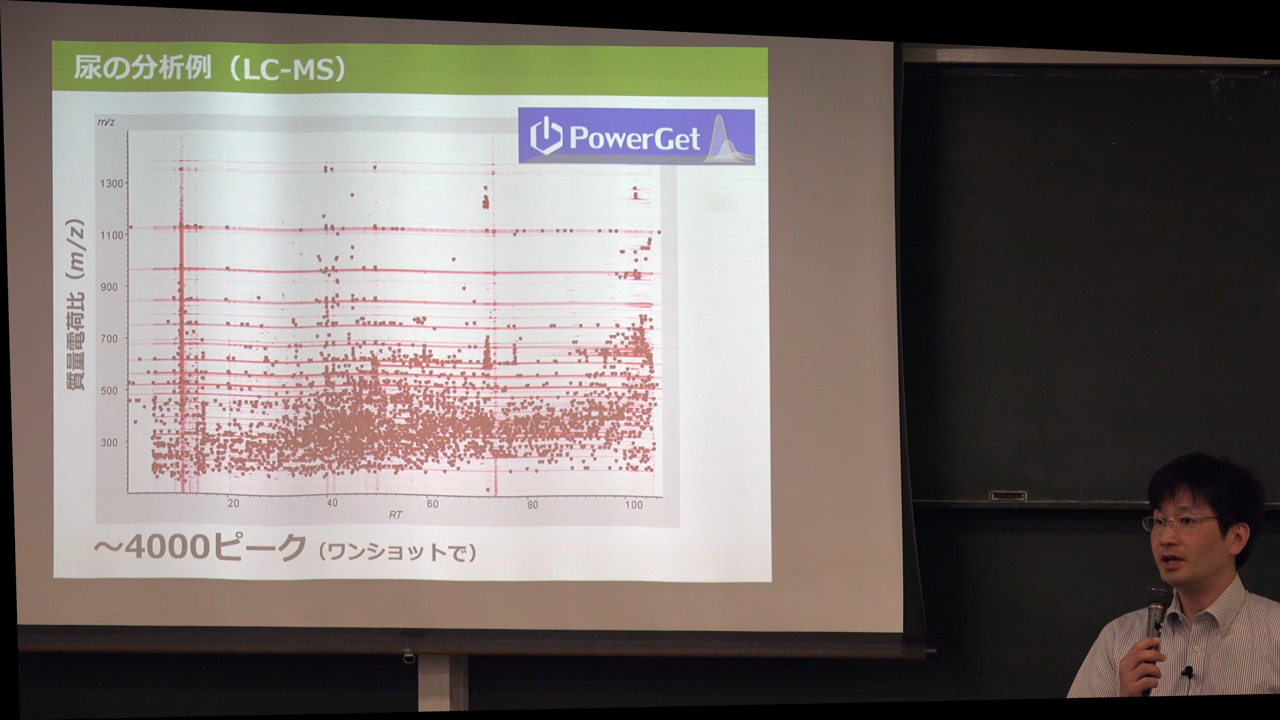 尿の分析例（LC-MS）
PowerGet
m/z
質量電荷比（m/z）
1300
1100
900
700
500
300
20 40 60 80 100
RT
～4000ピーク（ワンショットで）